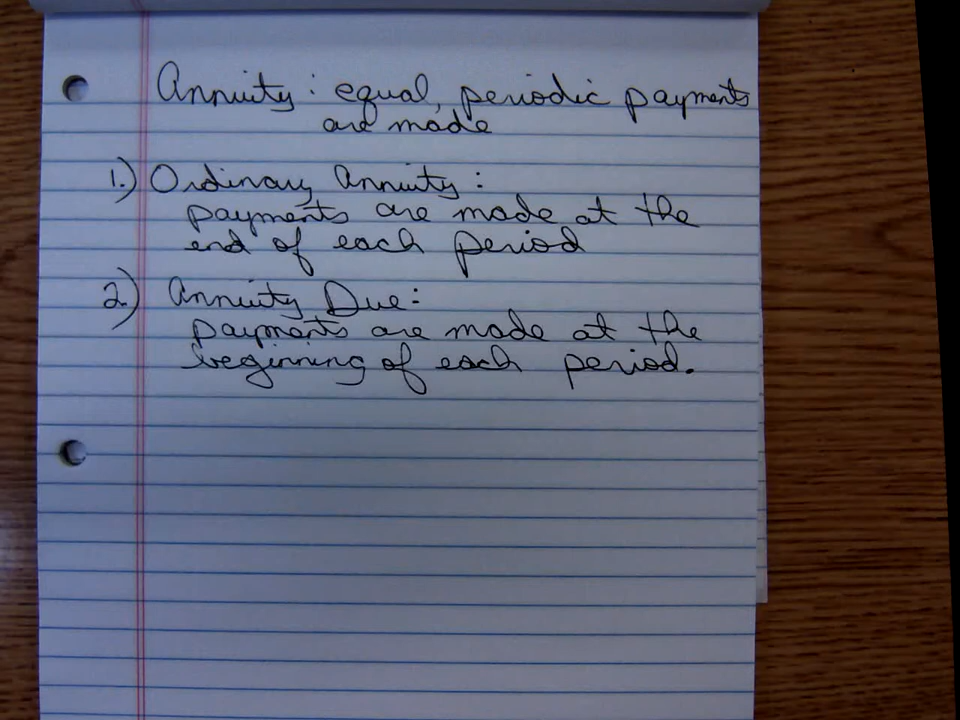 Annuity: equal, periodic payments
are made
1.) Ordinary Annuity:
payments are made at the
end of each period
2.) Annuity Due:
payments are made at the
beginning of each period.